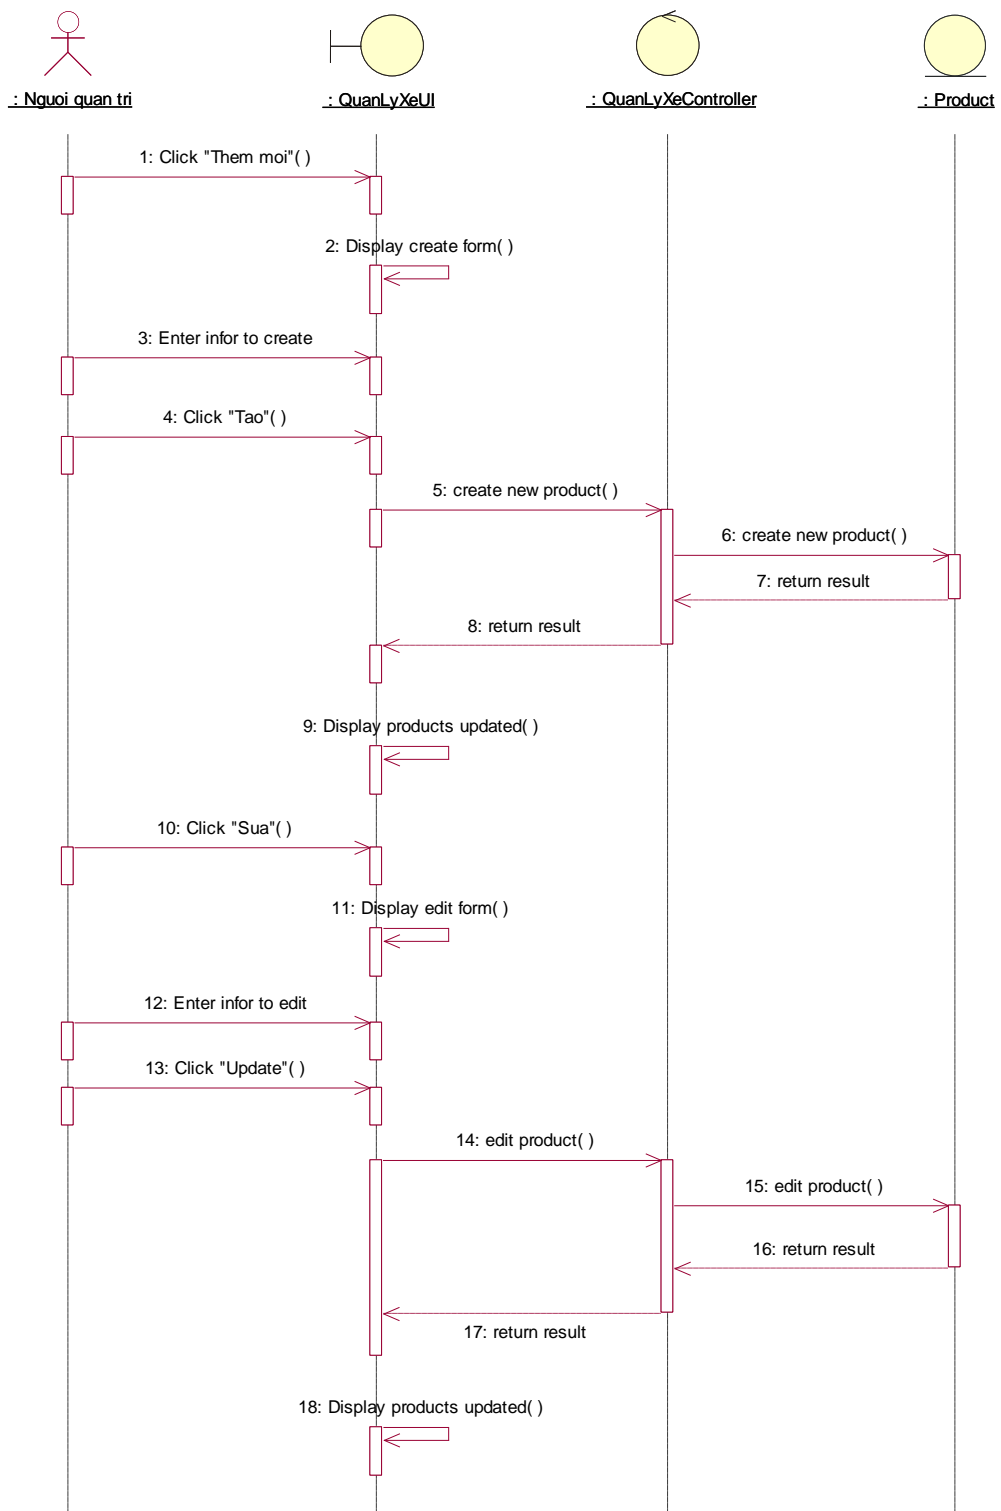 : Nguoi quan tri
: QuanLyXeUI
: QuanLyXeController
: Product
1: Click "Them moi"( )
2: Display create form( )
3: Enter infor to create
4: Click "Tao"( )
5: create new product( )
6: create new product( )
7: return result
8: return result
9: Display products updated( )
10: Click "Sua"( )
11: Display edit form( )
12: Enter infor to edit
13: Click "Update"( )
14: edit product( )
15: edit product( )
16: return result
17: return result
18: Display products updated( )